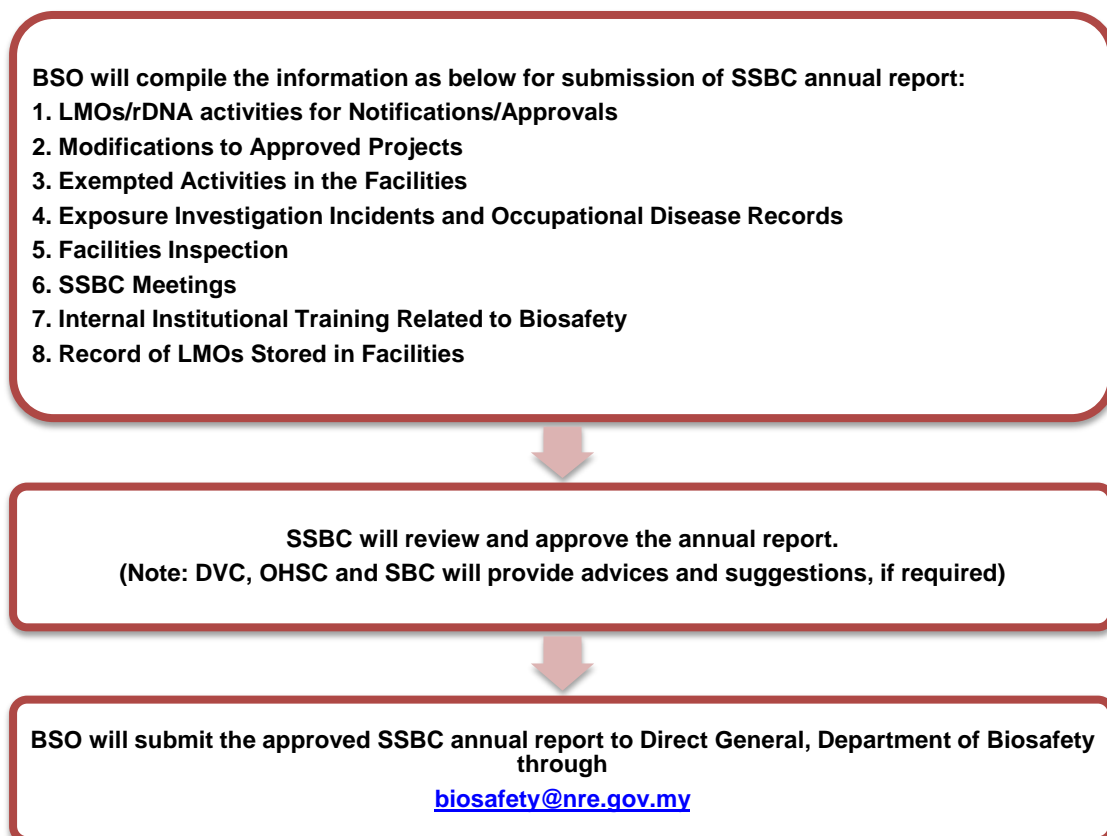 BSO will compile the information as below for submission of SSBC annual report:
1. LMOs/rDNA activities for Notifications/Approvals
2. Modifications to Approved Projects
3. Exempted Activities in the Facilities
4. Exposure Investigation Incidents and Occupational Disease Records
5. Facilities Inspection
6. SSBC Meetings
7. Internal Institutional Training Related to Biosafety
8. Record of LMOs Stored in Facilities
SSBC will review and approve the annual report.
(Note: DVC, OHSC and SBC will provide advices and suggestions, if required)
BSO will submit the approved SSBC annual report to Direct General, Department of Biosafety
through
biosafety@nre.gov.my